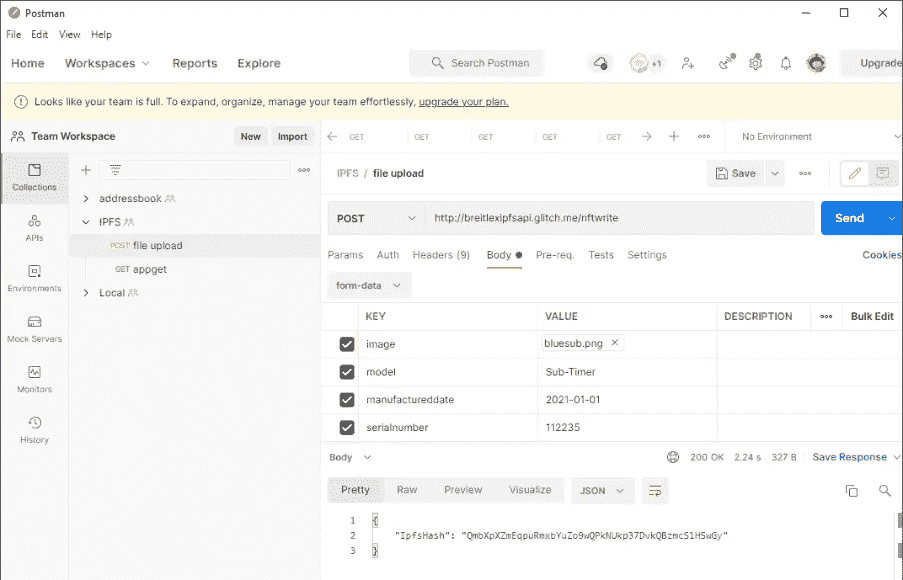 Postman
File Edit View Help
Home Workspaces Reports Explore Search Postman +1 Upgrade
Looks like your team is full. To expand, organize, manage your team effortlessly, upgrade your plan.
Team Workspace New Import GET GET GET GET GET No Environment
Collections
APIs
Environments
Mock Servers
Monitors
History
addressbook
IPFS
POST file upload
GET appget
Local
IPFS / file upload Save
POST http://breitlexipfsapi.glitch.me/nftwrite Send
Params Auth Headers (9) Body Pre-req. Tests Settings Cookies
form-data
KEY VALUE DESCRIPTION Bulk Edit
image bluesub.png
model Sub-Timer
manufactureddate 2021-01-01
serialnumber 112235
Body 200 OK 2.24 s 327 B Save Response
Pretty Raw Preview Visualize JSON
1 {
2 "IpfsHash": "QmbXpXZmEqpuRmxbYuZo9wQPkNUkp37DvkQBzmcS1HSwGy"
3 }